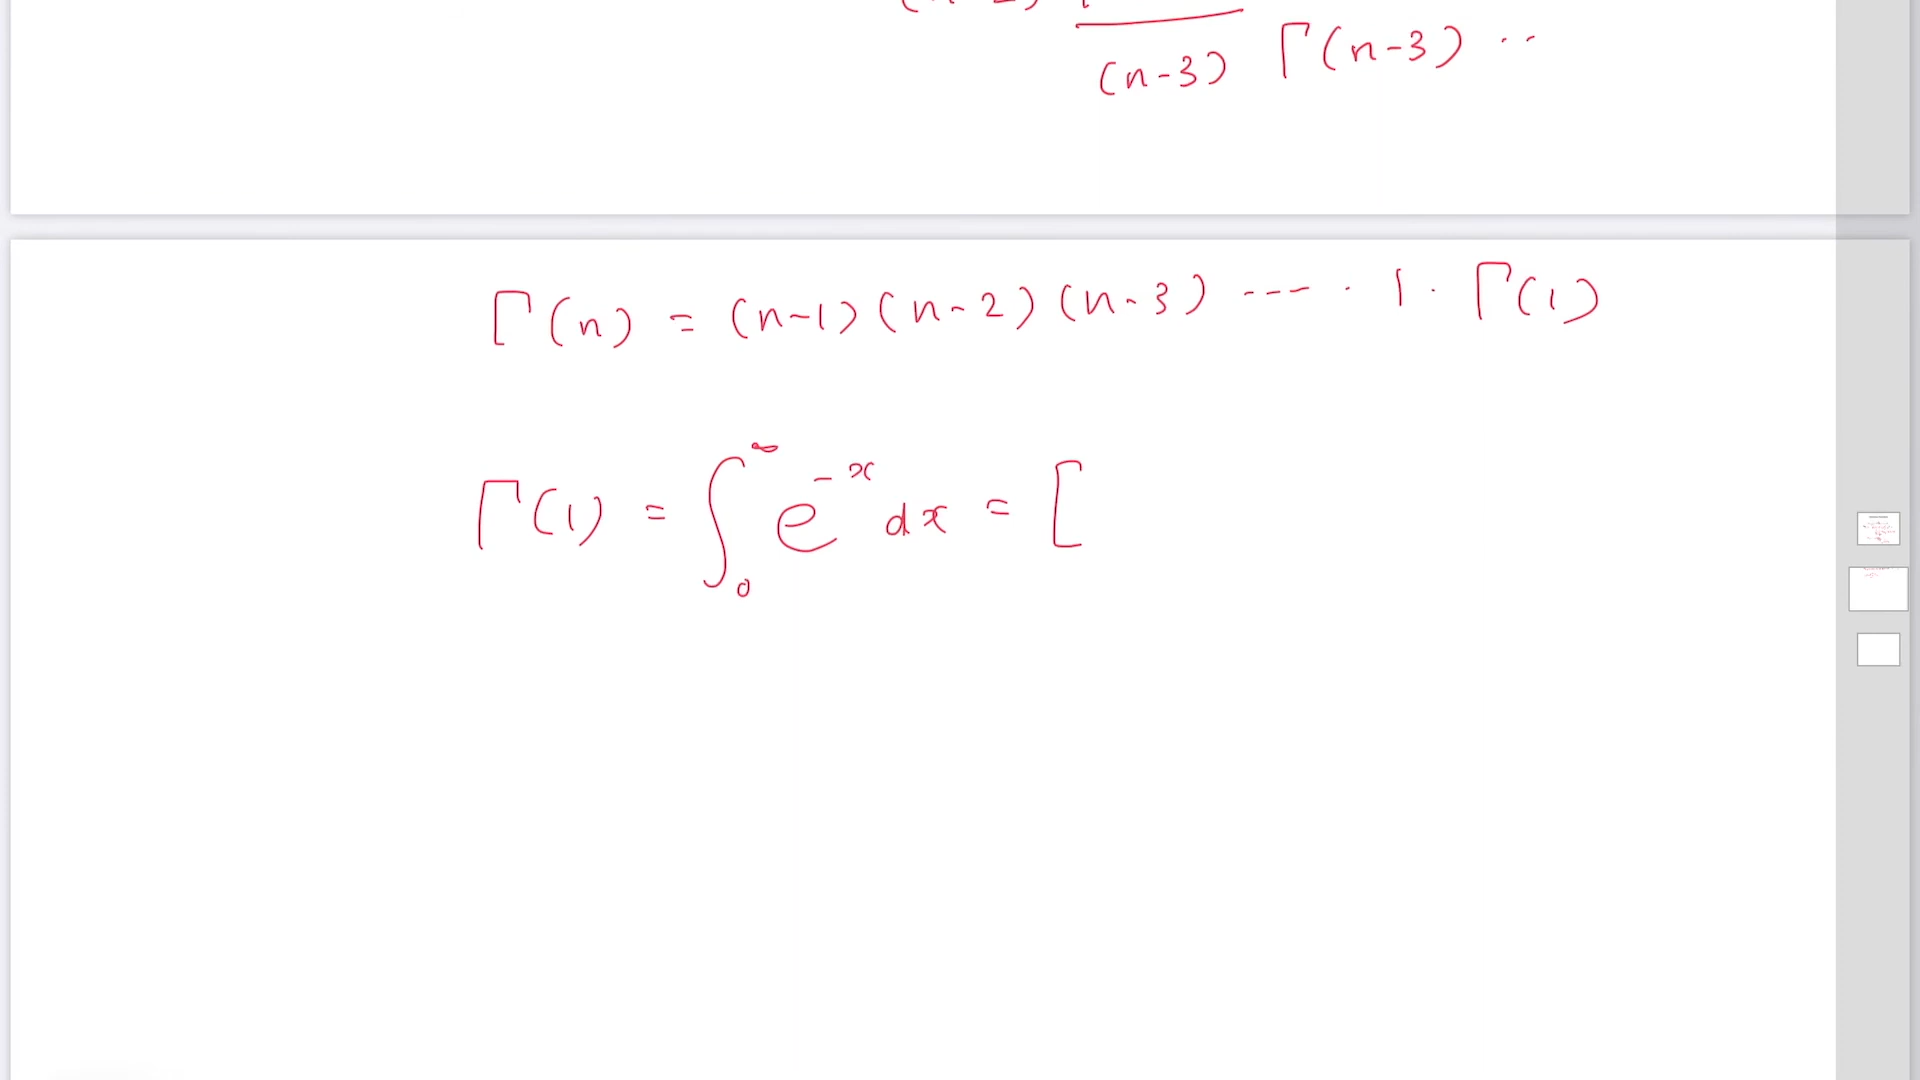 (n-3) Γ(n-3) ..
Γ(n) = (n-1)(n-2)(n-3) ---- . 1 . Γ(1)
Γ(1) = ∫₀^∞ e^{-x} dx = [